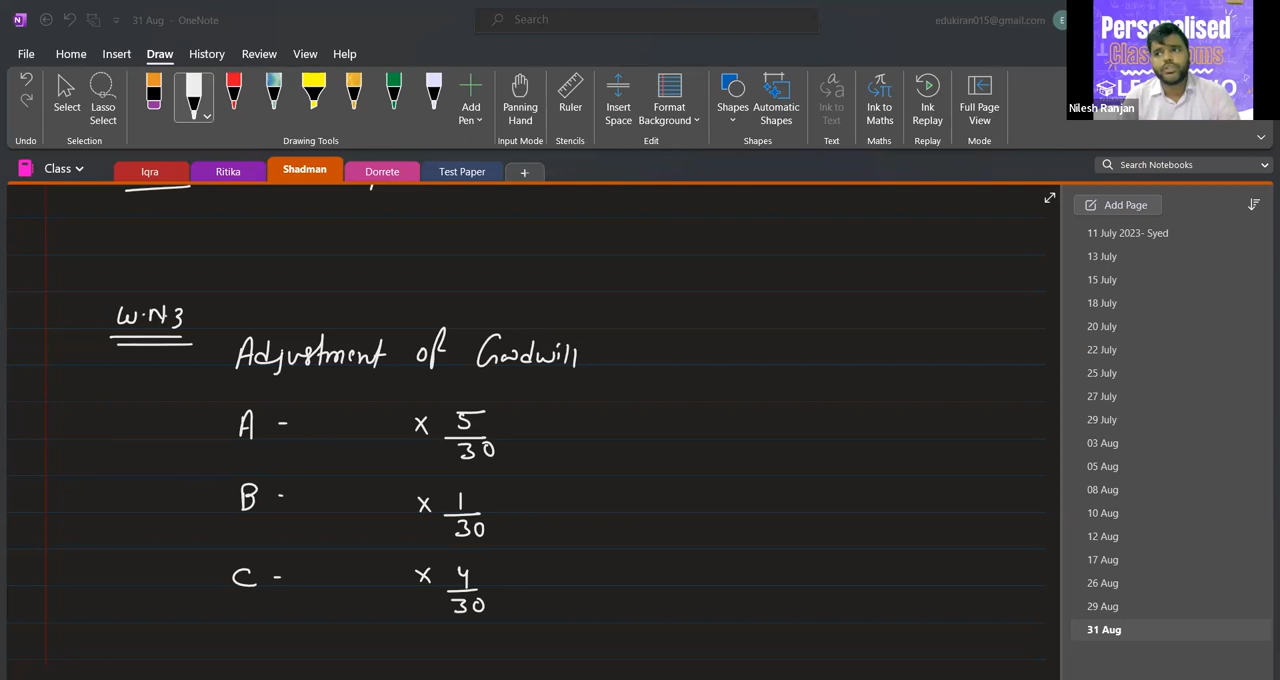 31 Aug - OneNote
Search
edukiran015@gmail.com
E
Personalised
Nilesh Ranjan
File Home Insert Draw History Review View Help
Undo
Select
Lasso Select
Add Pen
Panning Hand
Ruler
Insert Space
Format Background
Shapes
Automatic Shapes
Ink to Text
Ink to Maths
Ink Replay
Full Page View
Undo Selection Drawing Tools Input Mode Stencils Edit Shapes Text Maths Replay Mode
Class Iqra Ritika Shadman Dorrete Test Paper +
Search Notebooks
Add Page
11 July 2023- Syed
13 July
15 July
18 July
20 July
22 July
25 July
27 July
29 July
03 Aug
05 Aug
08 Aug
10 Aug
12 Aug
17 Aug
26 Aug
29 Aug
31 Aug
W.N3
Adjustment of Goodwill
A - × 5/30
B - × 1/30
C - × 4/30